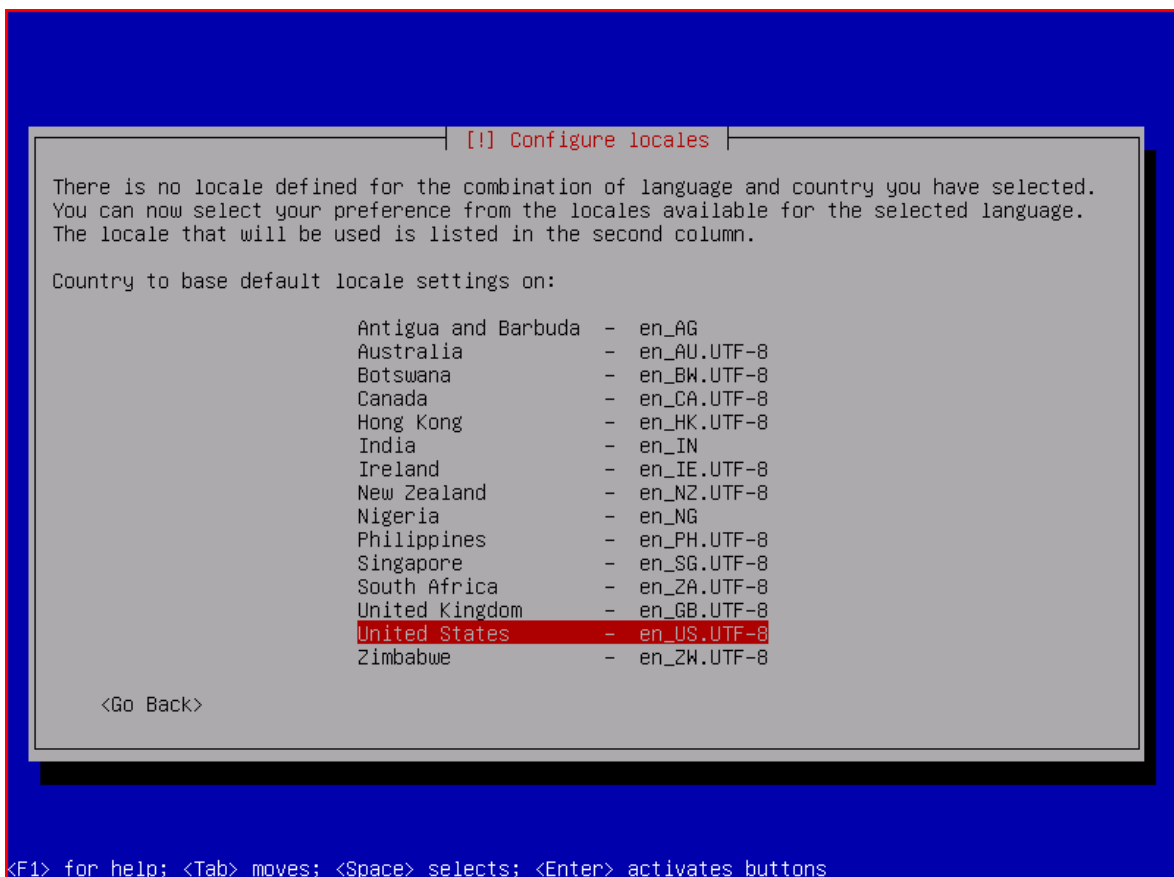 [!] Configure locales
There is no locale defined for the combination of language and country you have selected.
You can now select your preference from the locales available for the selected language.
The locale that will be used is listed in the second column.
Country to base default locale settings on:
Antigua and Barbuda - en_AG
Australia - en_AU.UTF-8
Botswana - en_BW.UTF-8
Canada - en_CA.UTF-8
Hong Kong - en_HK.UTF-8
India - en_IN
Ireland - en_IE.UTF-8
New Zealand - en_NZ.UTF-8
Nigeria - en_NG
Philippines - en_PH.UTF-8
Singapore - en_SG.UTF-8
South Africa - en_ZA.UTF-8
United Kingdom - en_GB.UTF-8
United States - en_US.UTF-8
Zimbabwe - en_ZW.UTF-8
<Go Back>
<F1> for help; <Tab> moves; <Space> selects; <Enter> activates buttons